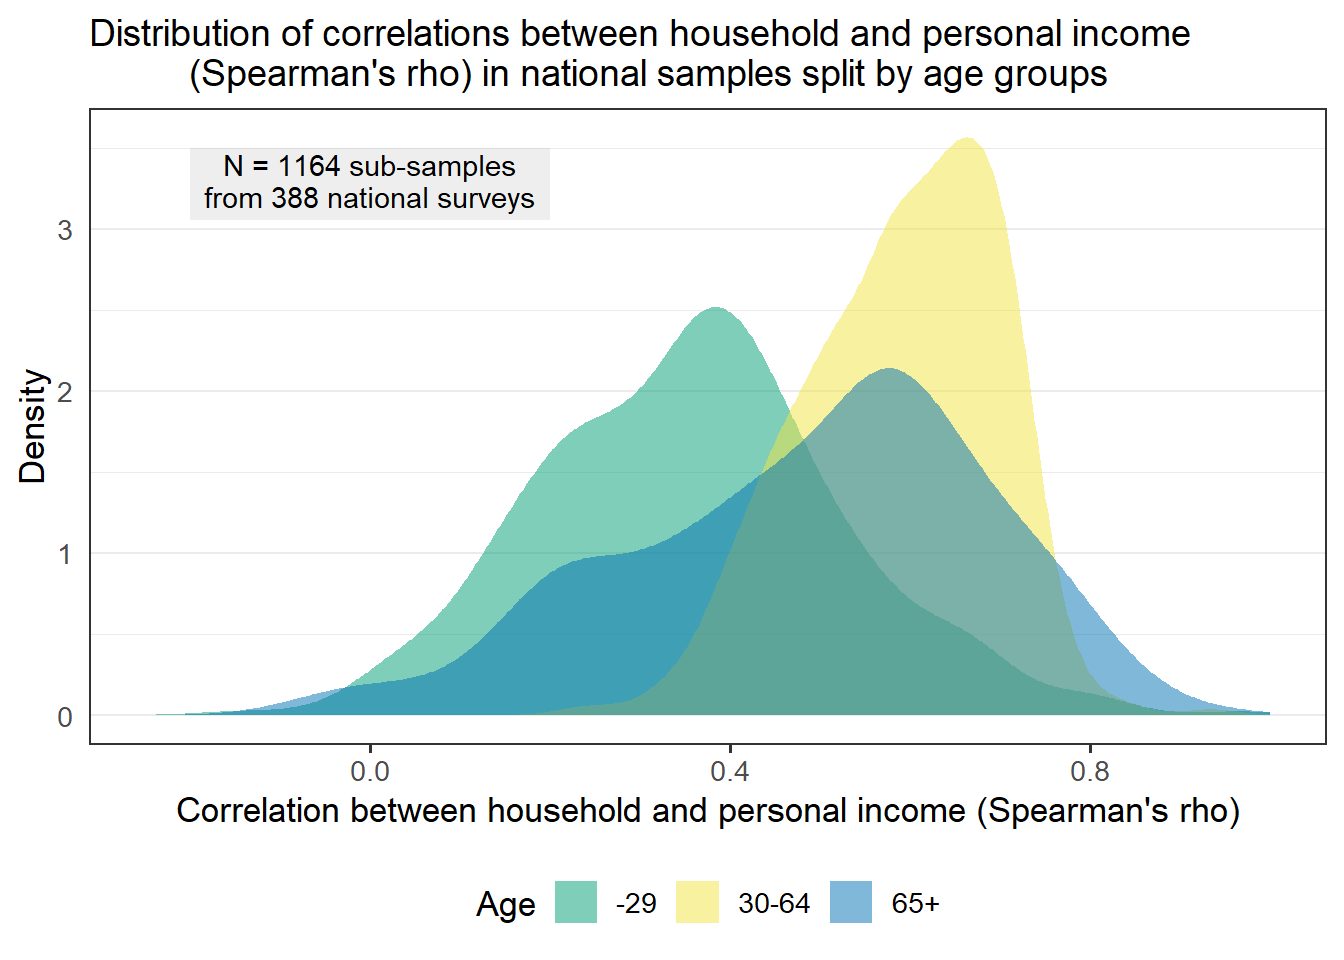 Distribution of correlations between household and personal income
(Spearman's rho) in national samples split by age groups
N = 1164 sub-samples
from 388 national surveys
Density
3
2
1
0
0.0 0.4 0.8
Correlation between household and personal income (Spearman's rho)
Age -29 30-64 65+